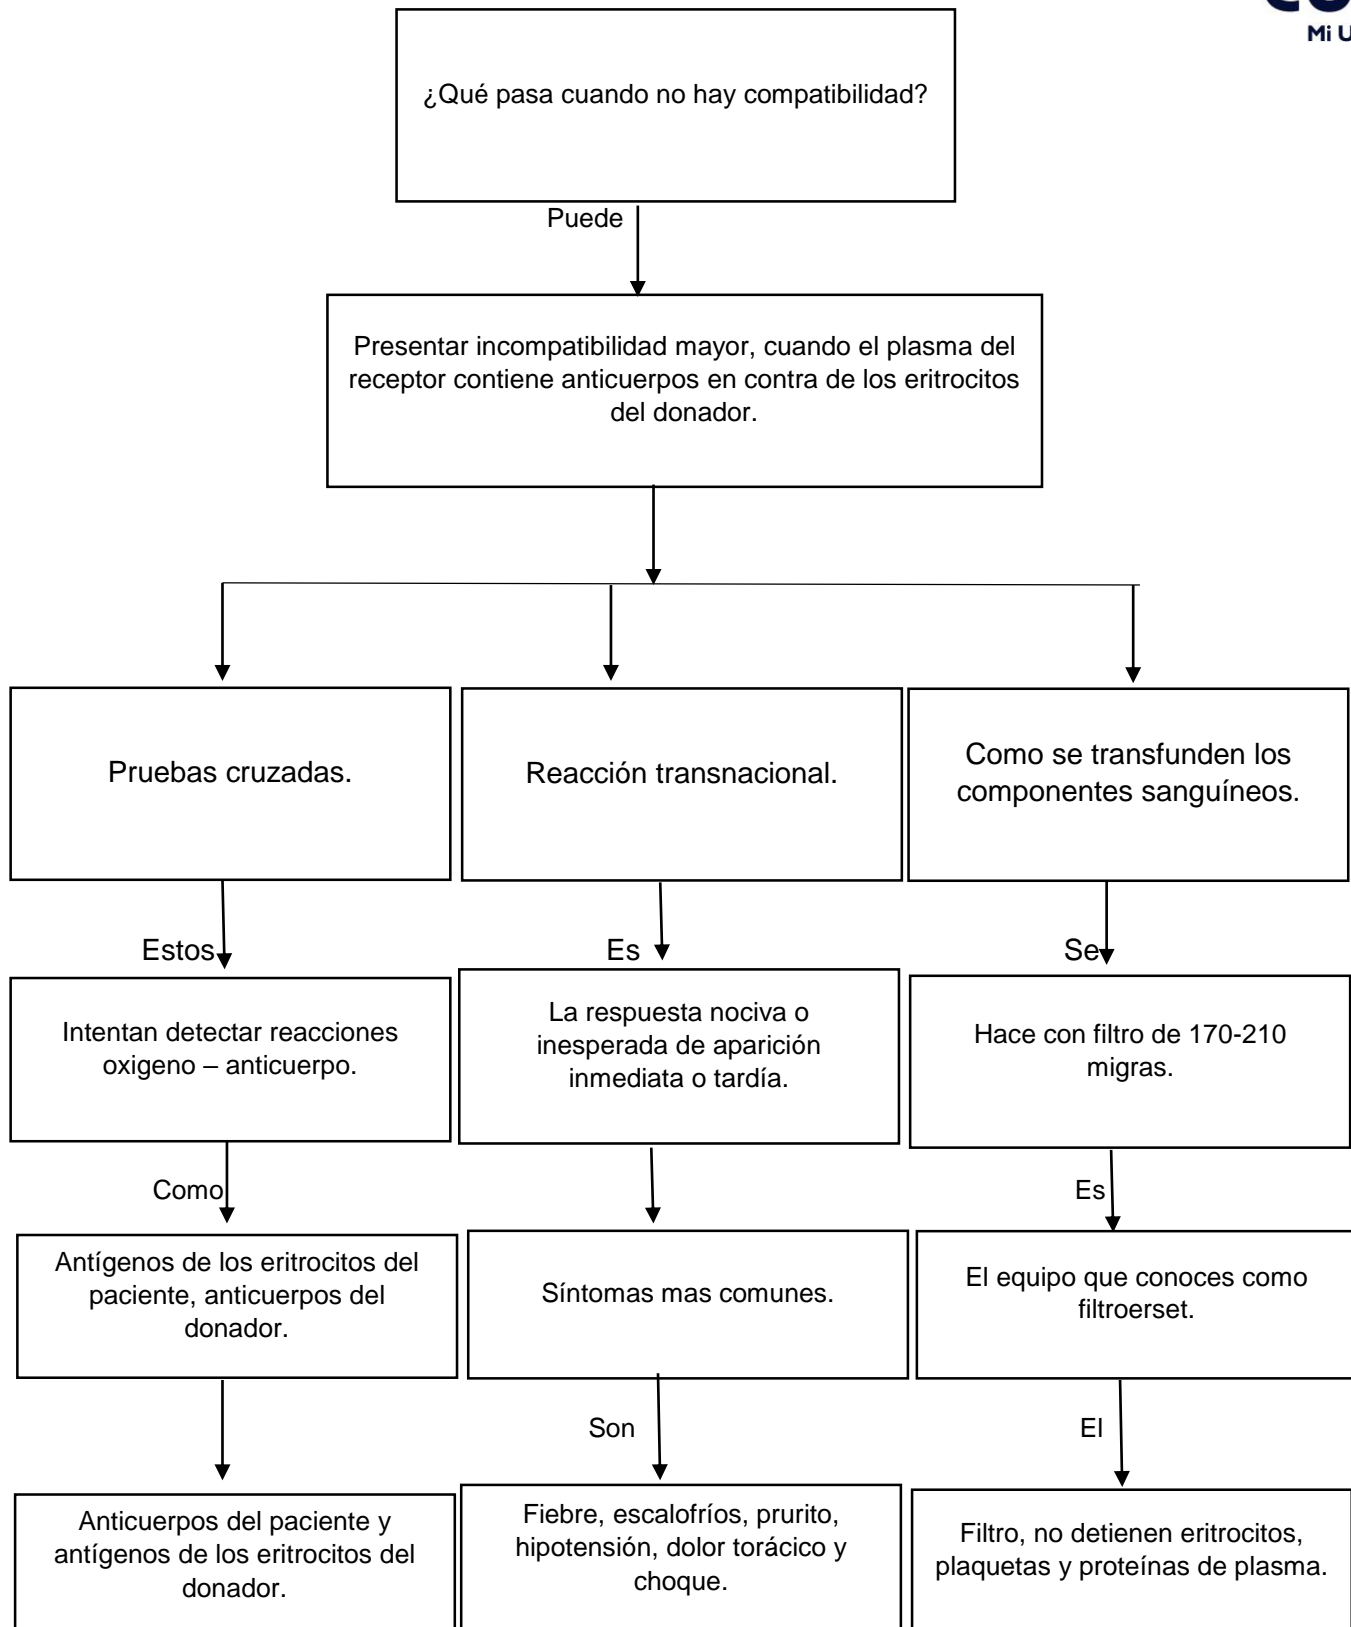 Mi U
¿Qué pasa cuando no hay compatibilidad?
Puede
Presentar incompatibilidad mayor, cuando el plasma del
receptor contiene anticuerpos en contra de los eritrocitos
del donador.
Pruebas cruzadas.
Reacción transnacional.
Como se transfunden los
componentes sanguíneos.
Estos
Es
Se
Intentan detectar reacciones
oxigeno – anticuerpo.
La respuesta nociva o
inesperada de aparición
inmediata o tardía.
Hace con filtro de 170-210
migras.
Como
Es
Antígenos de los eritrocitos del
paciente, anticuerpos del
donador.
Síntomas mas comunes.
El equipo que conoces como
filtroerset.
Son
El
Anticuerpos del paciente y
antígenos de los eritrocitos del
donador.
Fiebre, escalofríos, prurito,
hipotensión, dolor torácico y
choque.
Filtro, no detienen eritrocitos,
plaquetas y proteínas de plasma.